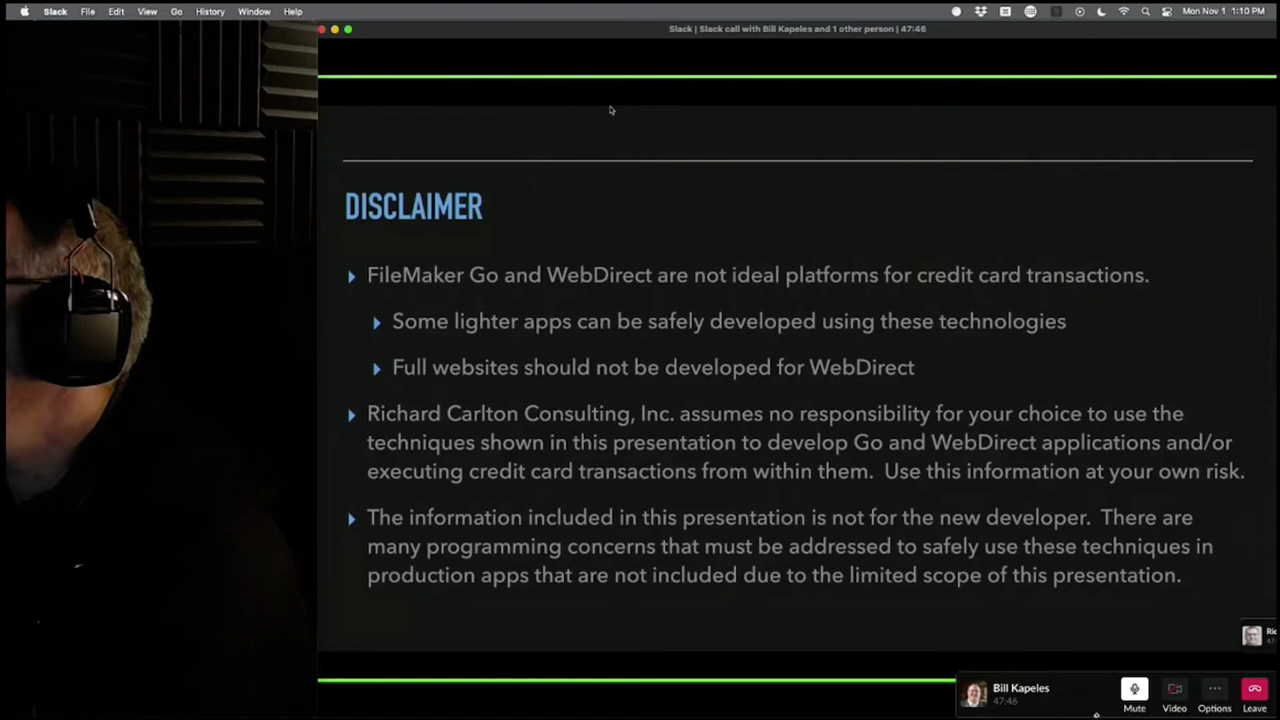 Slack File Edit View Go History Window Help Mon Nov 1 1:10 PM
Slack | Slack call with Bill Kapeles and 1 other person | 47:46
DISCLAIMER
FileMaker Go and WebDirect are not ideal platforms for credit card transactions.
Some lighter apps can be safely developed using these technologies
Full websites should not be developed for WebDirect
Richard Carlton Consulting, Inc. assumes no responsibility for your choice to use the
techniques shown in this presentation to develop Go and WebDirect applications and/or
executing credit card transactions from within them. Use this information at your own risk.
The information included in this presentation is not for the new developer. There are
many programming concerns that must be addressed to safely use these techniques in
production apps that are not included due to the limited scope of this presentation.
Bill Kapeles
47:46
Mute Video Options Leave